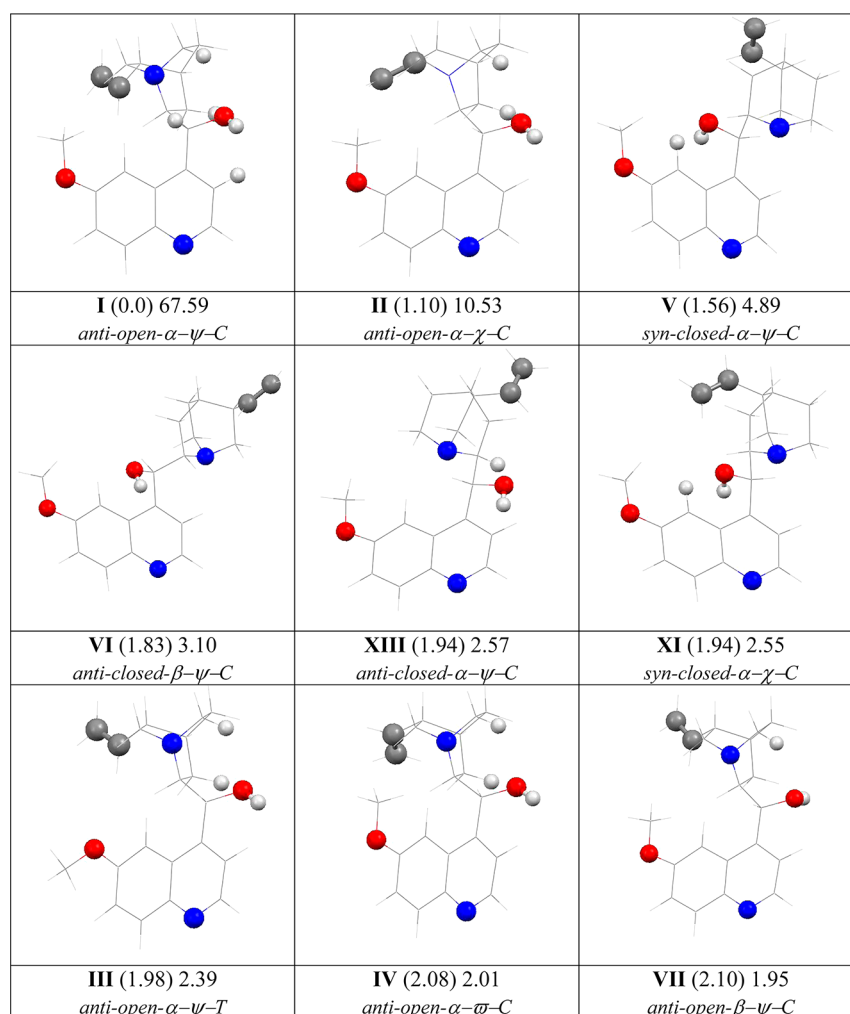 I (0.0) 67.59
anti-open-α–ψ–C
II (1.10) 10.53
anti-open-α–χ–C
V (1.56) 4.89
syn-closed-α–ψ–C
VI (1.83) 3.10
anti-closed-β–ψ–C
XIII (1.94) 2.57
anti-closed-α–ψ–C
XI (1.94) 2.55
syn-closed-α–χ–C
III (1.98) 2.39
anti-open-α–ψ–T
IV (2.08) 2.01
anti-open-α–ϖ–C
VII (2.10) 1.95
anti-open-β–ψ–C